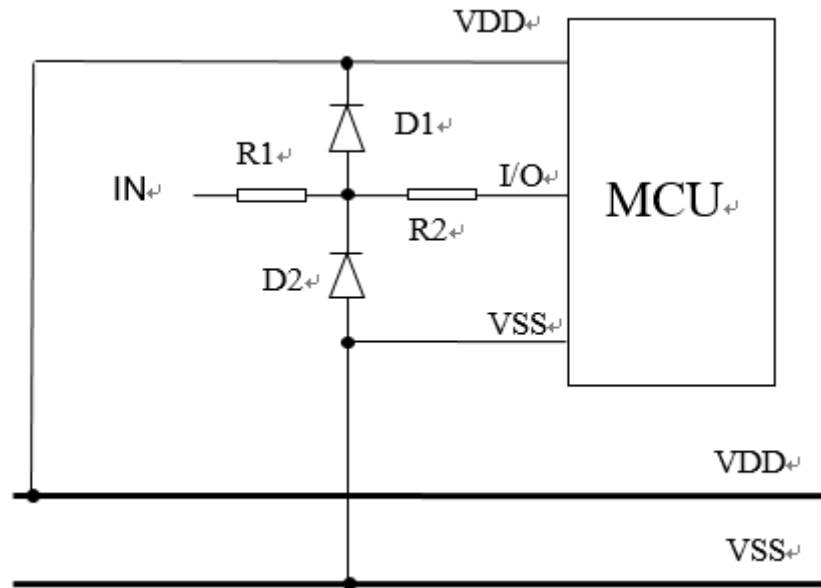 VDD↵
D1↵
R1↵
I/O↵
IN↵
MCU↵
R2↵
D2↵
VSS↵
VDD↵
VSS↵